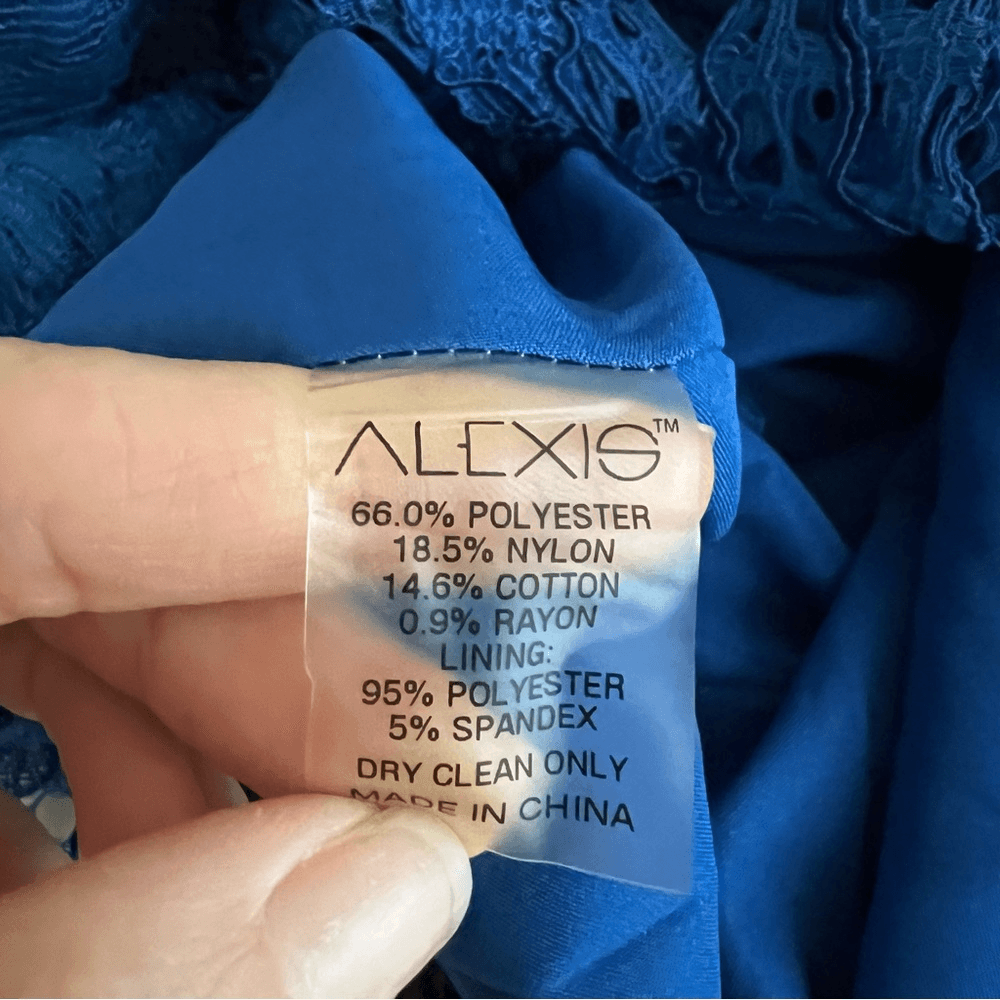 ALEXIS™
66.0% POLYESTER
18.5% NYLON
14.6% COTTON
0.9% RAYON
LINING:
95% POLYESTER
5% SPANDEX
DRY CLEAN ONLY
MADE IN CHINA